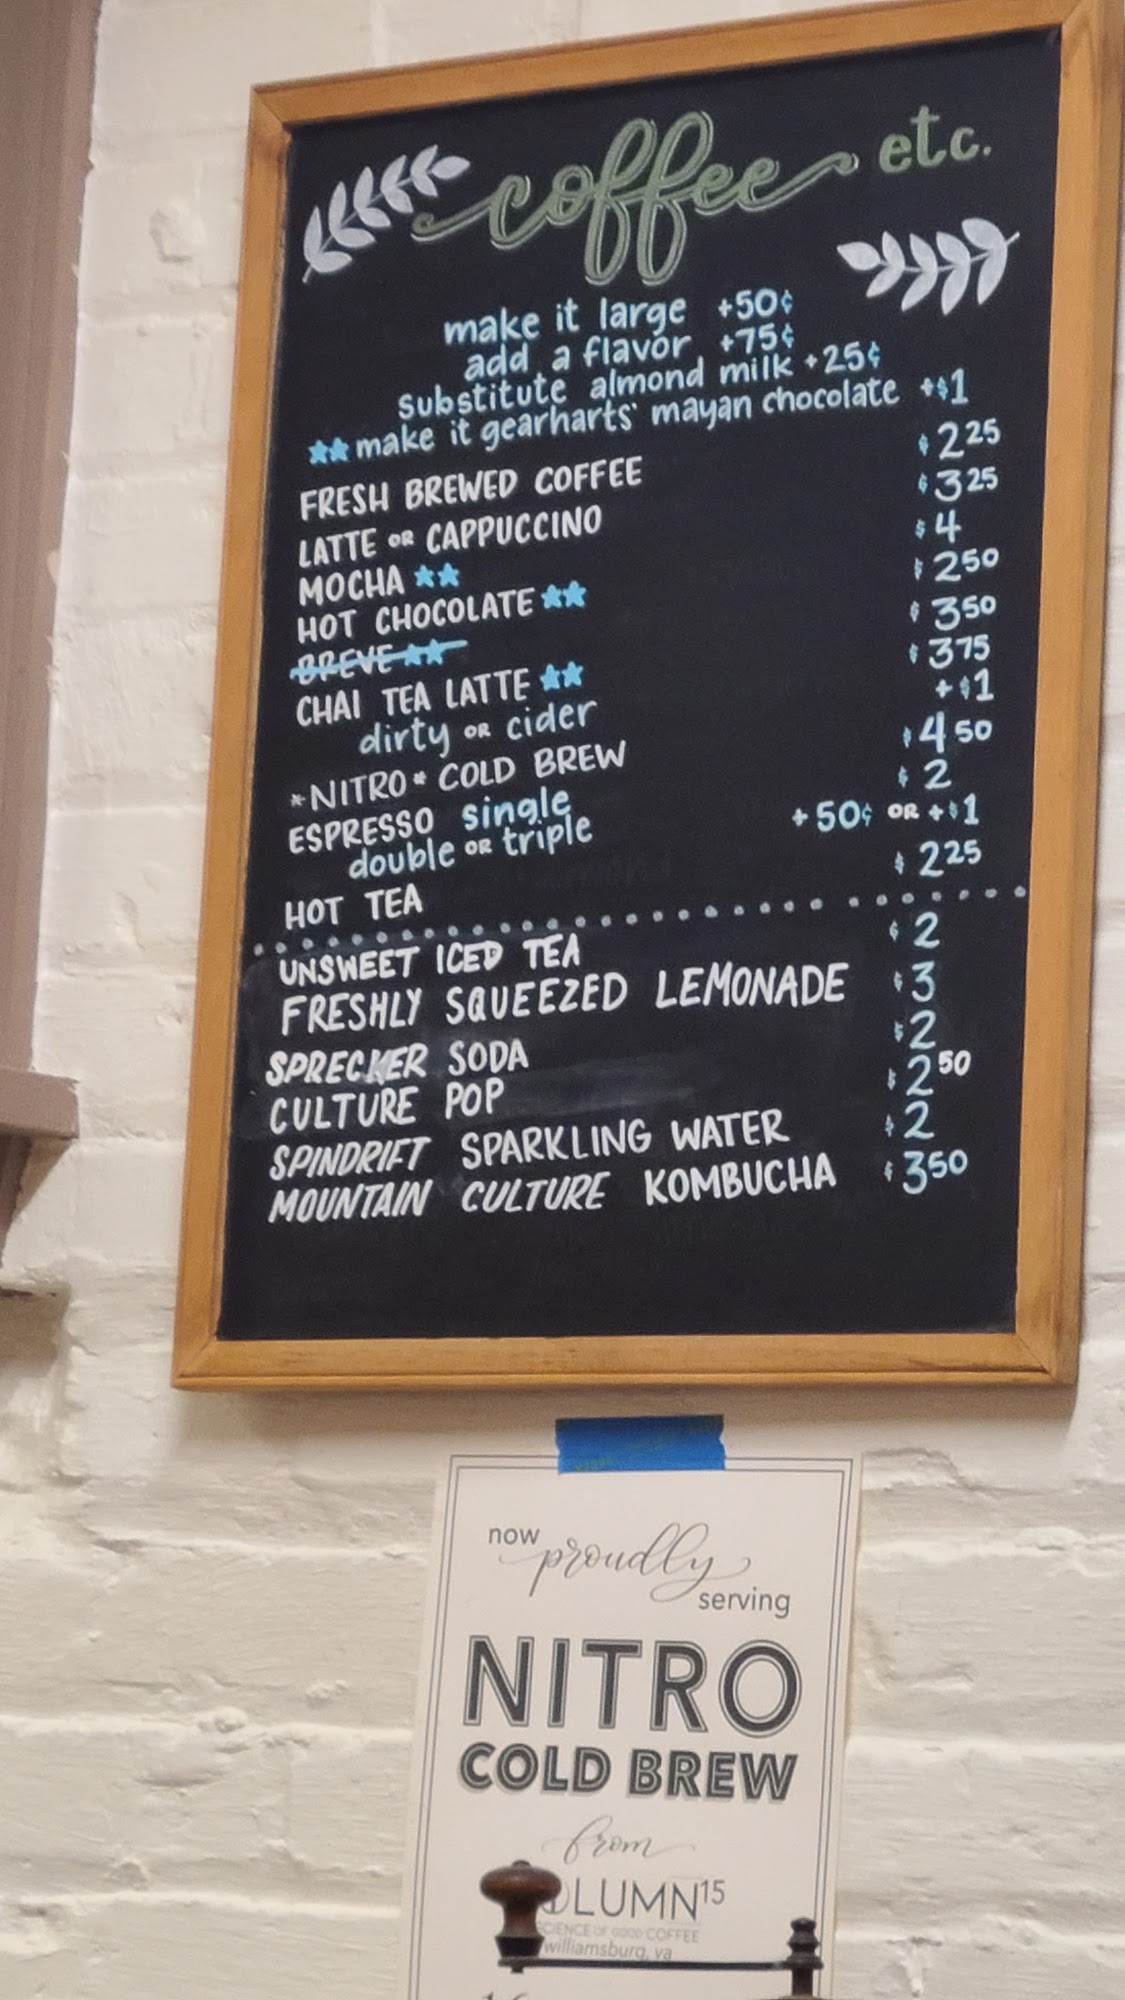 coffee etc.
make it large +50¢
add a flavor +75¢
substitute almond milk +25¢
**make it gearharts' mayan chocolate +$1
FRESH BREWED COFFEE $2 25
LATTE OR CAPPUCCINO $3 25
MOCHA ** $4
HOT CHOCOLATE ** $2 50
BREVE ** $3 50
CHAI TEA LATTE ** $3 75
dirty OR cider +$1
*NITRO* COLD BREW $4 50
ESPRESSO single $2
double OR triple +50¢ OR +$1
HOT TEA $2 25
UNSWEET ICED TEA $2
FRESHLY SQUEEZED LEMONADE $3
SPRECKER SODA $2
CULTURE POP $2 50
SPINDRIFT SPARKLING WATER $2
MOUNTAIN CULTURE KOMBUCHA $3 50
now proudly serving
NITRO
COLD BREW
from
OLUMN15
SCIENCE OF GOOD COFFEE
williamsburg, va